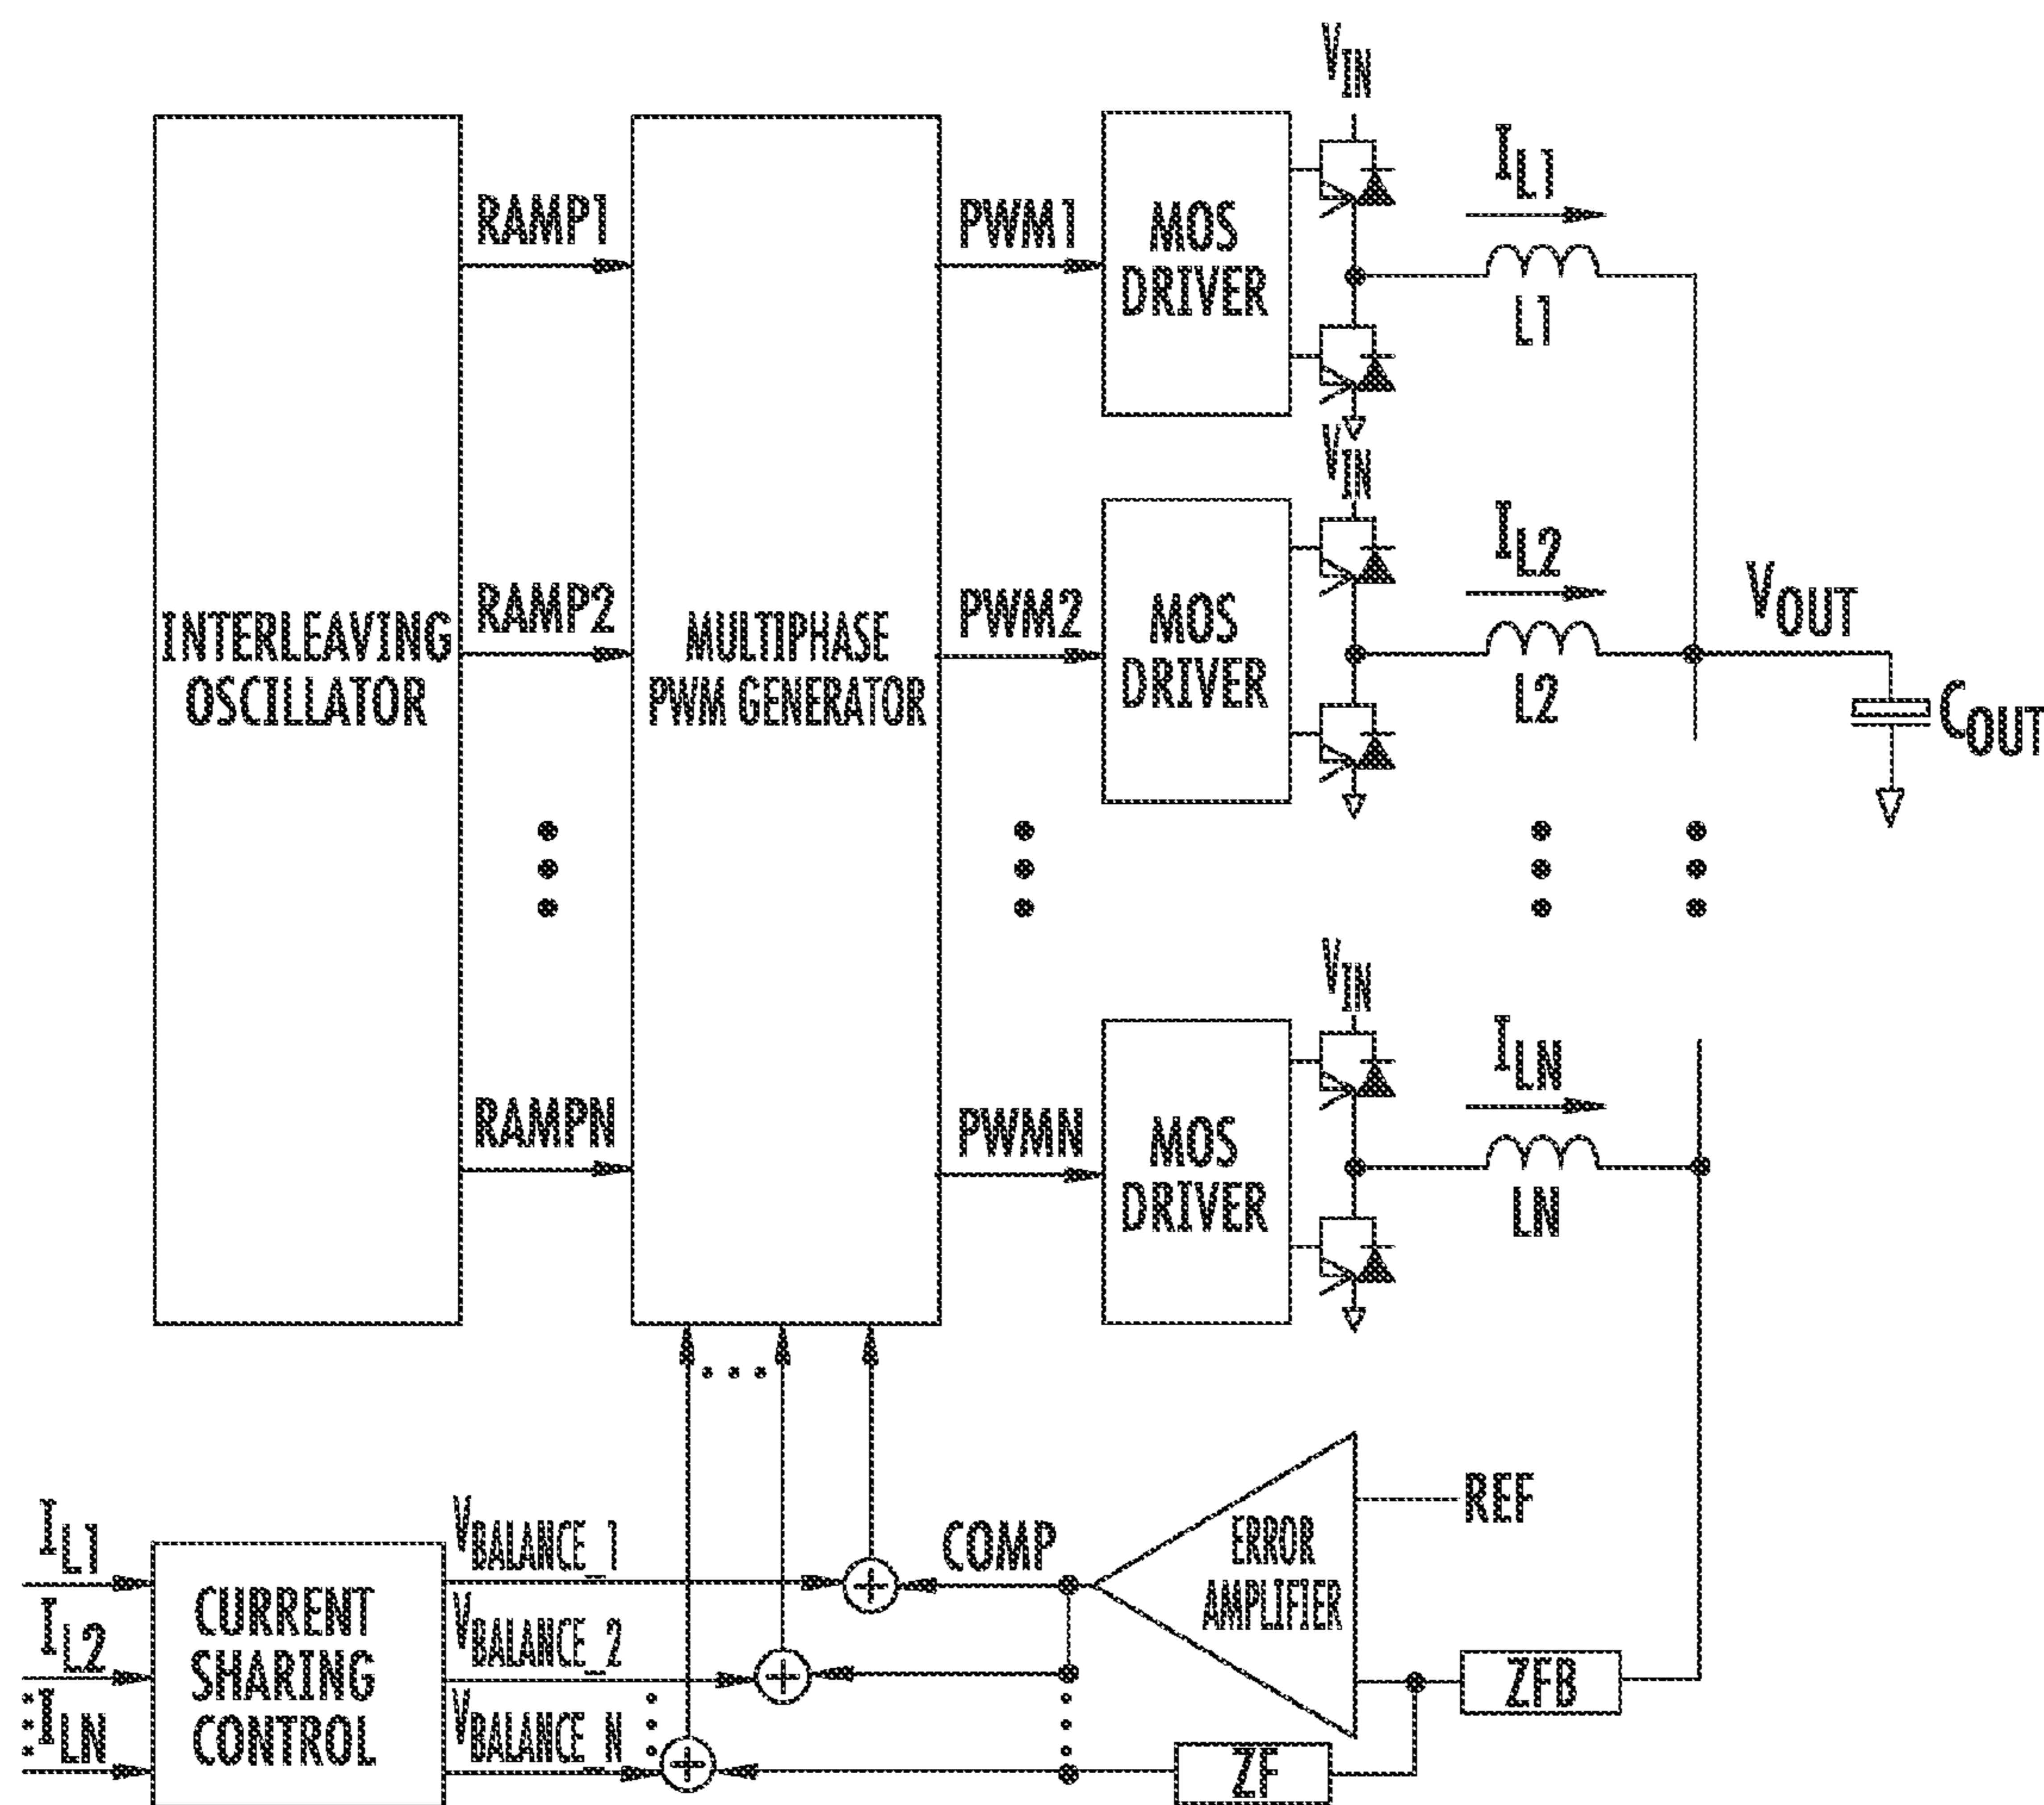 VIN
IL1
RAMP1
PWM1
MOS
DRIVER
L1
VIN
IL2
INTERLEAVING
OSCILLATOR
RAMP2
MULTIPHASE
PWM GENERATOR
PWM2
MOS
DRIVER
L2
VOUT
COUT
VIN
ILN
RAMPN
PWMN
MOS
DRIVER
LN
REF
IL1
VBALANCE_1
COMP
ERROR
AMPLIFIER
CURRENT
SHARING
CONTROL
IL2
VBALANCE_2
ZFB
ILN
VBALANCE_N
ZF